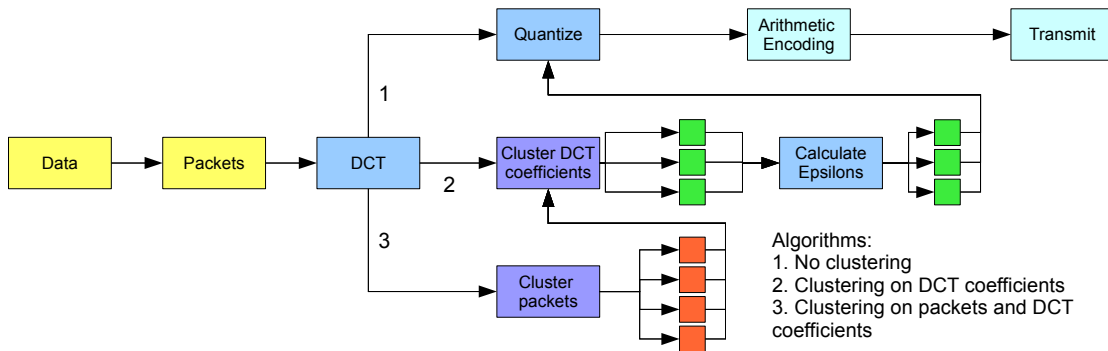 Quantize
Arithmetic
Encoding
Transmit
1
Data
Packets
DCT
2
Cluster DCT
coefficients
Calculate
Epsilons
3
Cluster
packets
Algorithms:
1. No clustering
2. Clustering on DCT coefficients
3. Clustering on packets and DCT
coefficients